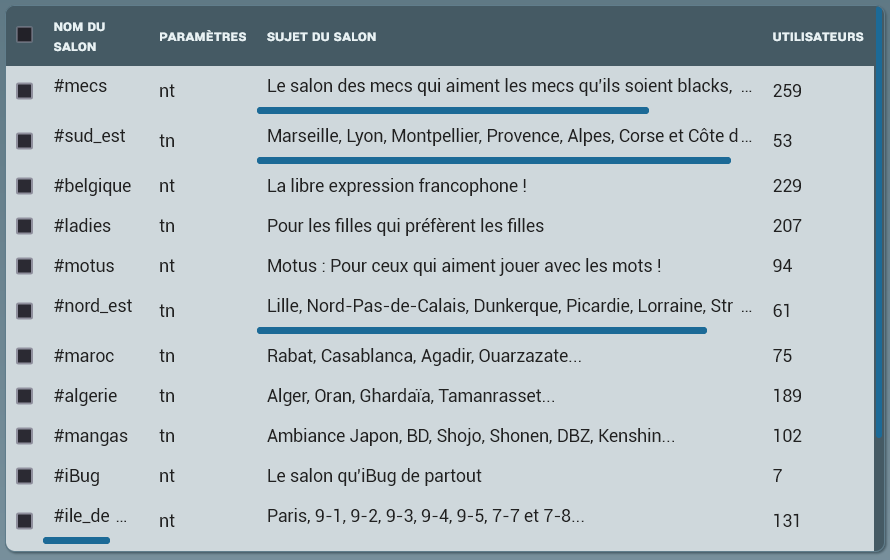 NOM DU
SALON
PARAMÈTRES
SUJET DU SALON
UTILISATEURS
#mecs nt Le salon des mecs qui aiment les mecs qu'ils soient blacks, ... 259
#sud_est tn Marseille, Lyon, Montpellier, Provence, Alpes, Corse et Côte d... 53
#belgique nt La libre expression francophone ! 229
#ladies tn Pour les filles qui préfèrent les filles 207
#motus nt Motus : Pour ceux qui aiment jouer avec les mots ! 94
#nord_est tn Lille, Nord-Pas-de-Calais, Dunkerque, Picardie, Lorraine, Str ... 61
#maroc tn Rabat, Casablanca, Agadir, Ouarzazate... 75
#algerie tn Alger, Oran, Ghardaïa, Tamanrasset... 189
#mangas tn Ambiance Japon, BD, Shojo, Shonen, DBZ, Kenshin... 102
#iBug nt Le salon qu'iBug de partout 7
#ile_de ... nt Paris, 9-1, 9-2, 9-3, 9-4, 9-5, 7-7 et 7-8... 131